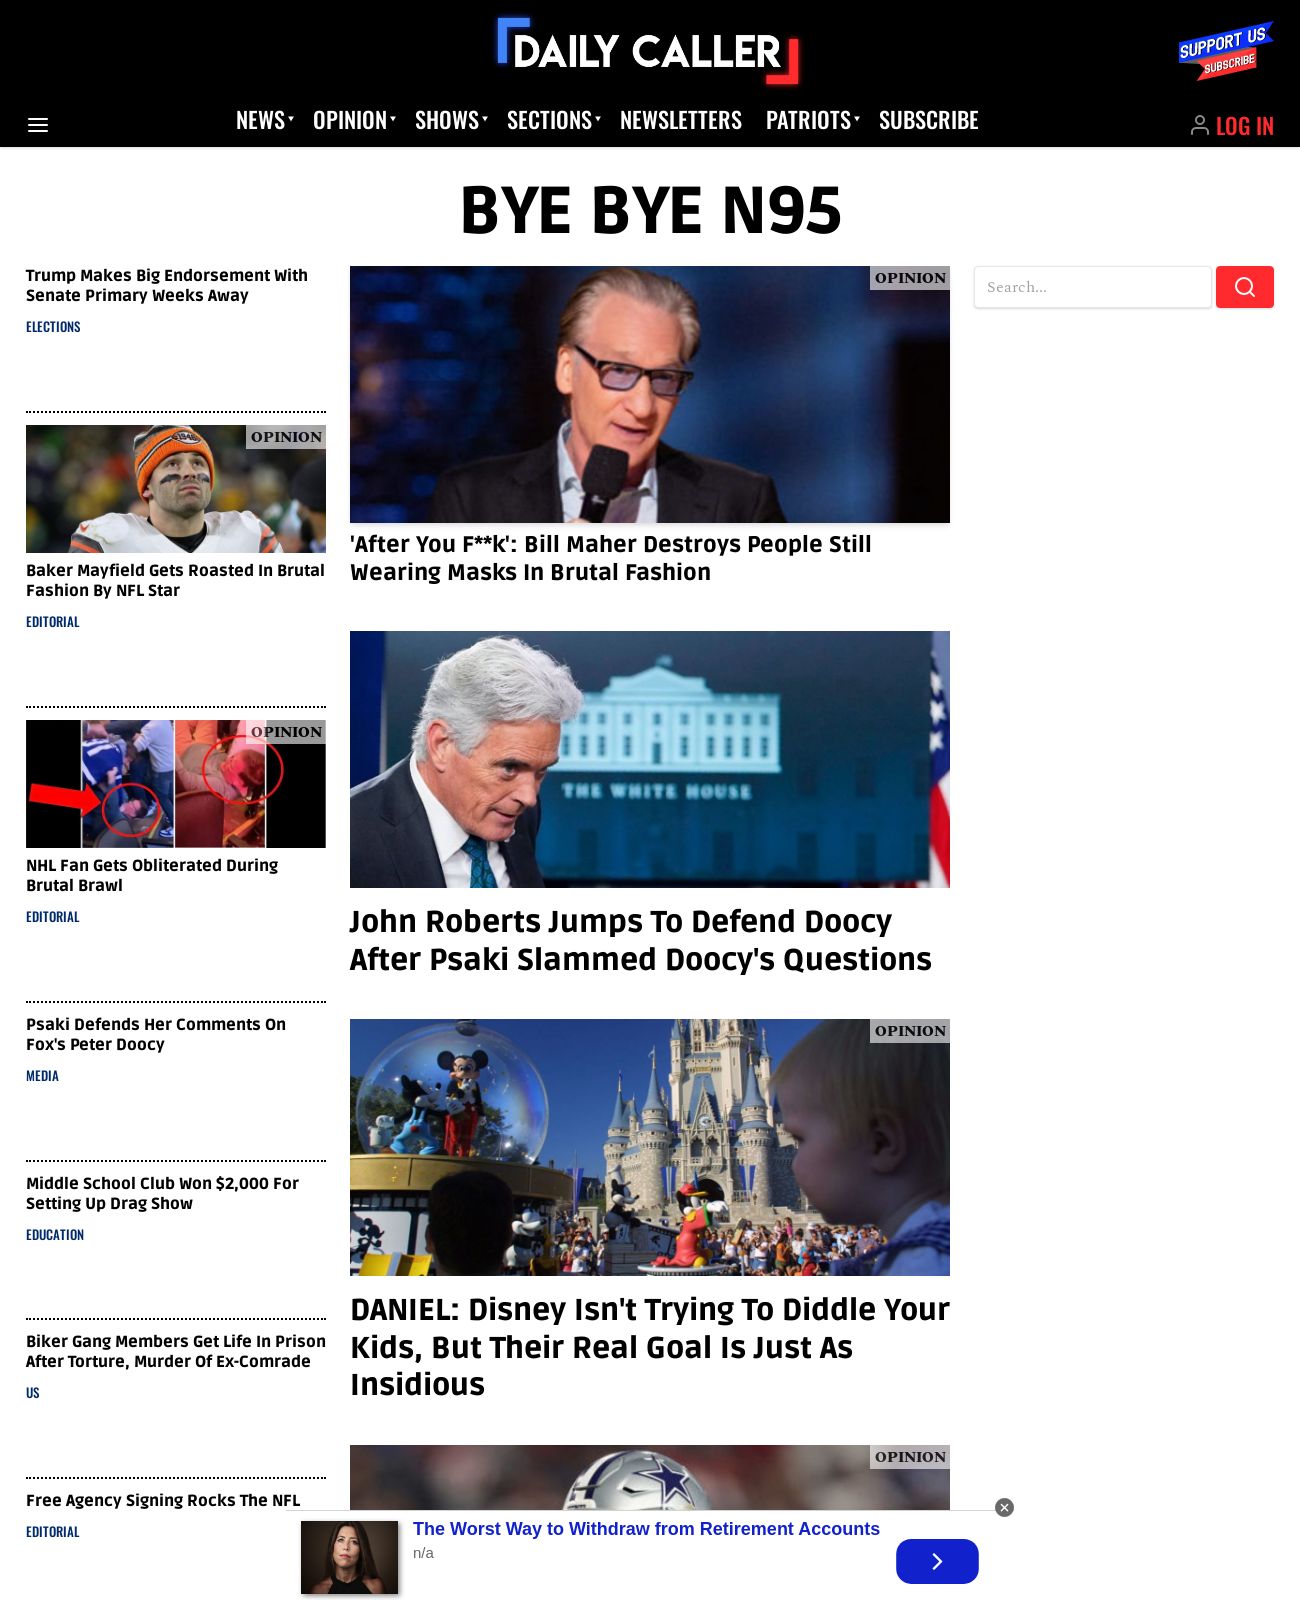 DAILY CALLER
SUPPORT US
SUBSCRIBE
NEWS
OPINION
SHOWS
SECTIONS
NEWSLETTERS
PATRIOTS
SUBSCRIBE
LOG IN
BYE BYE N95
Trump Makes Big Endorsement With
Senate Primary Weeks Away
ELECTIONS
OPINION
Baker Mayfield Gets Roasted In Brutal
Fashion By NFL Star
EDITORIAL
OPINION
NHL Fan Gets Obliterated During
Brutal Brawl
EDITORIAL
Psaki Defends Her Comments On
Fox's Peter Doocy
MEDIA
Middle School Club Won $2,000 For
Setting Up Drag Show
EDUCATION
Biker Gang Members Get Life In Prison
After Torture, Murder Of Ex-Comrade
US
Free Agency Signing Rocks The NFL
EDITORIAL
OPINION
'After You F**k': Bill Maher Destroys People Still
Wearing Masks In Brutal Fashion
THE WHITE HOUSE
John Roberts Jumps To Defend Doocy
After Psaki Slammed Doocy's Questions
OPINION
DANIEL: Disney Isn't Trying To Diddle Your
Kids, But Their Real Goal Is Just As
Insidious
OPINION
Search...
The Worst Way to Withdraw from Retirement Accounts
n/a